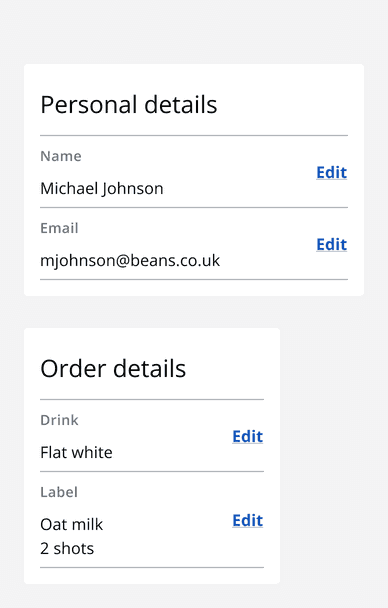 Personal details
Name
Michael Johnson
Edit
Email
mjohnson@beans.co.uk
Edit
Order details
Drink
Flat white
Edit
Label
Oat milk
2 shots
Edit